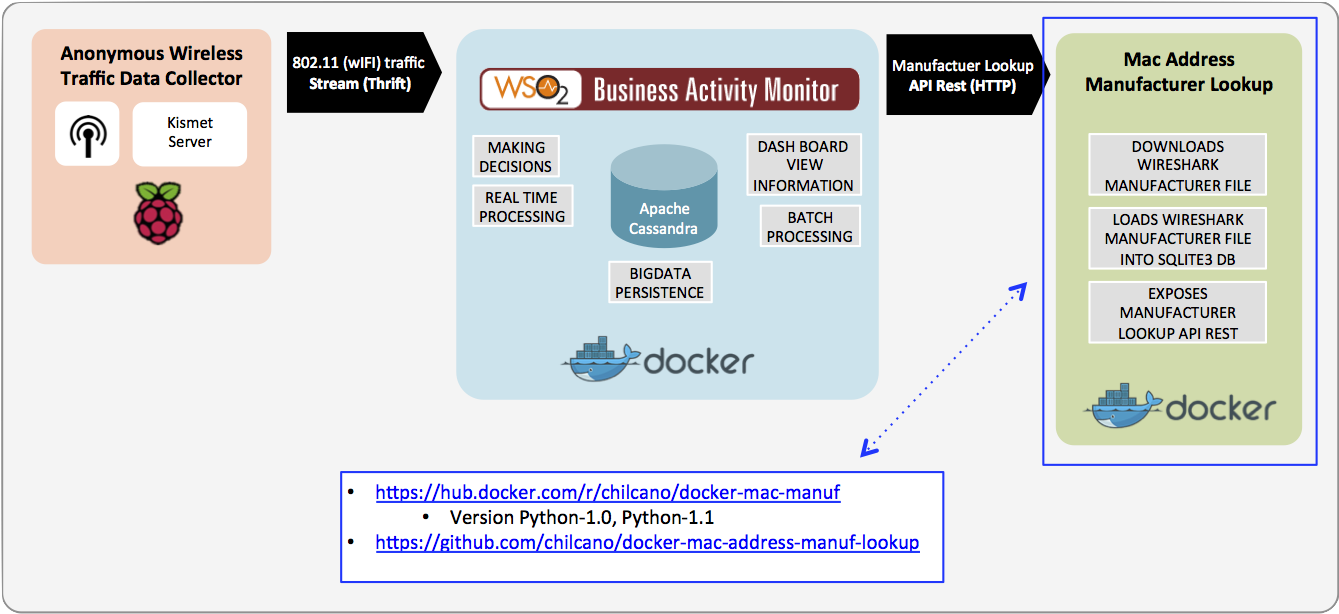 Anonymous Wireless
Traffic Data Collector
Kismet
Server
802.11 (wIFI) traffic
Stream (Thrift)
WSO2 Business Activity Monitor
MAKING
DECISIONS
REAL TIME
PROCESSING
Apache
Cassandra
DASH BOARD
VIEW
INFORMATION
BATCH
PROCESSING
BIGDATA
PERSISTENCE
docker
Manufactuer Lookup
API Rest (HTTP)
Mac Address
Manufacturer Lookup
DOWNLOADS
WIRESHARK
MANUFACTURER FILE
LOADS WIRESHARK
MANUFACTURER FILE
INTO SQLITE3 DB
EXPOSES
MANUFACTURER
LOOKUP API REST
docker
• https://hub.docker.com/r/chilcano/docker-mac-manuf
• Version Python-1.0, Python-1.1
• https://github.com/chilcano/docker-mac-address-manuf-lookup